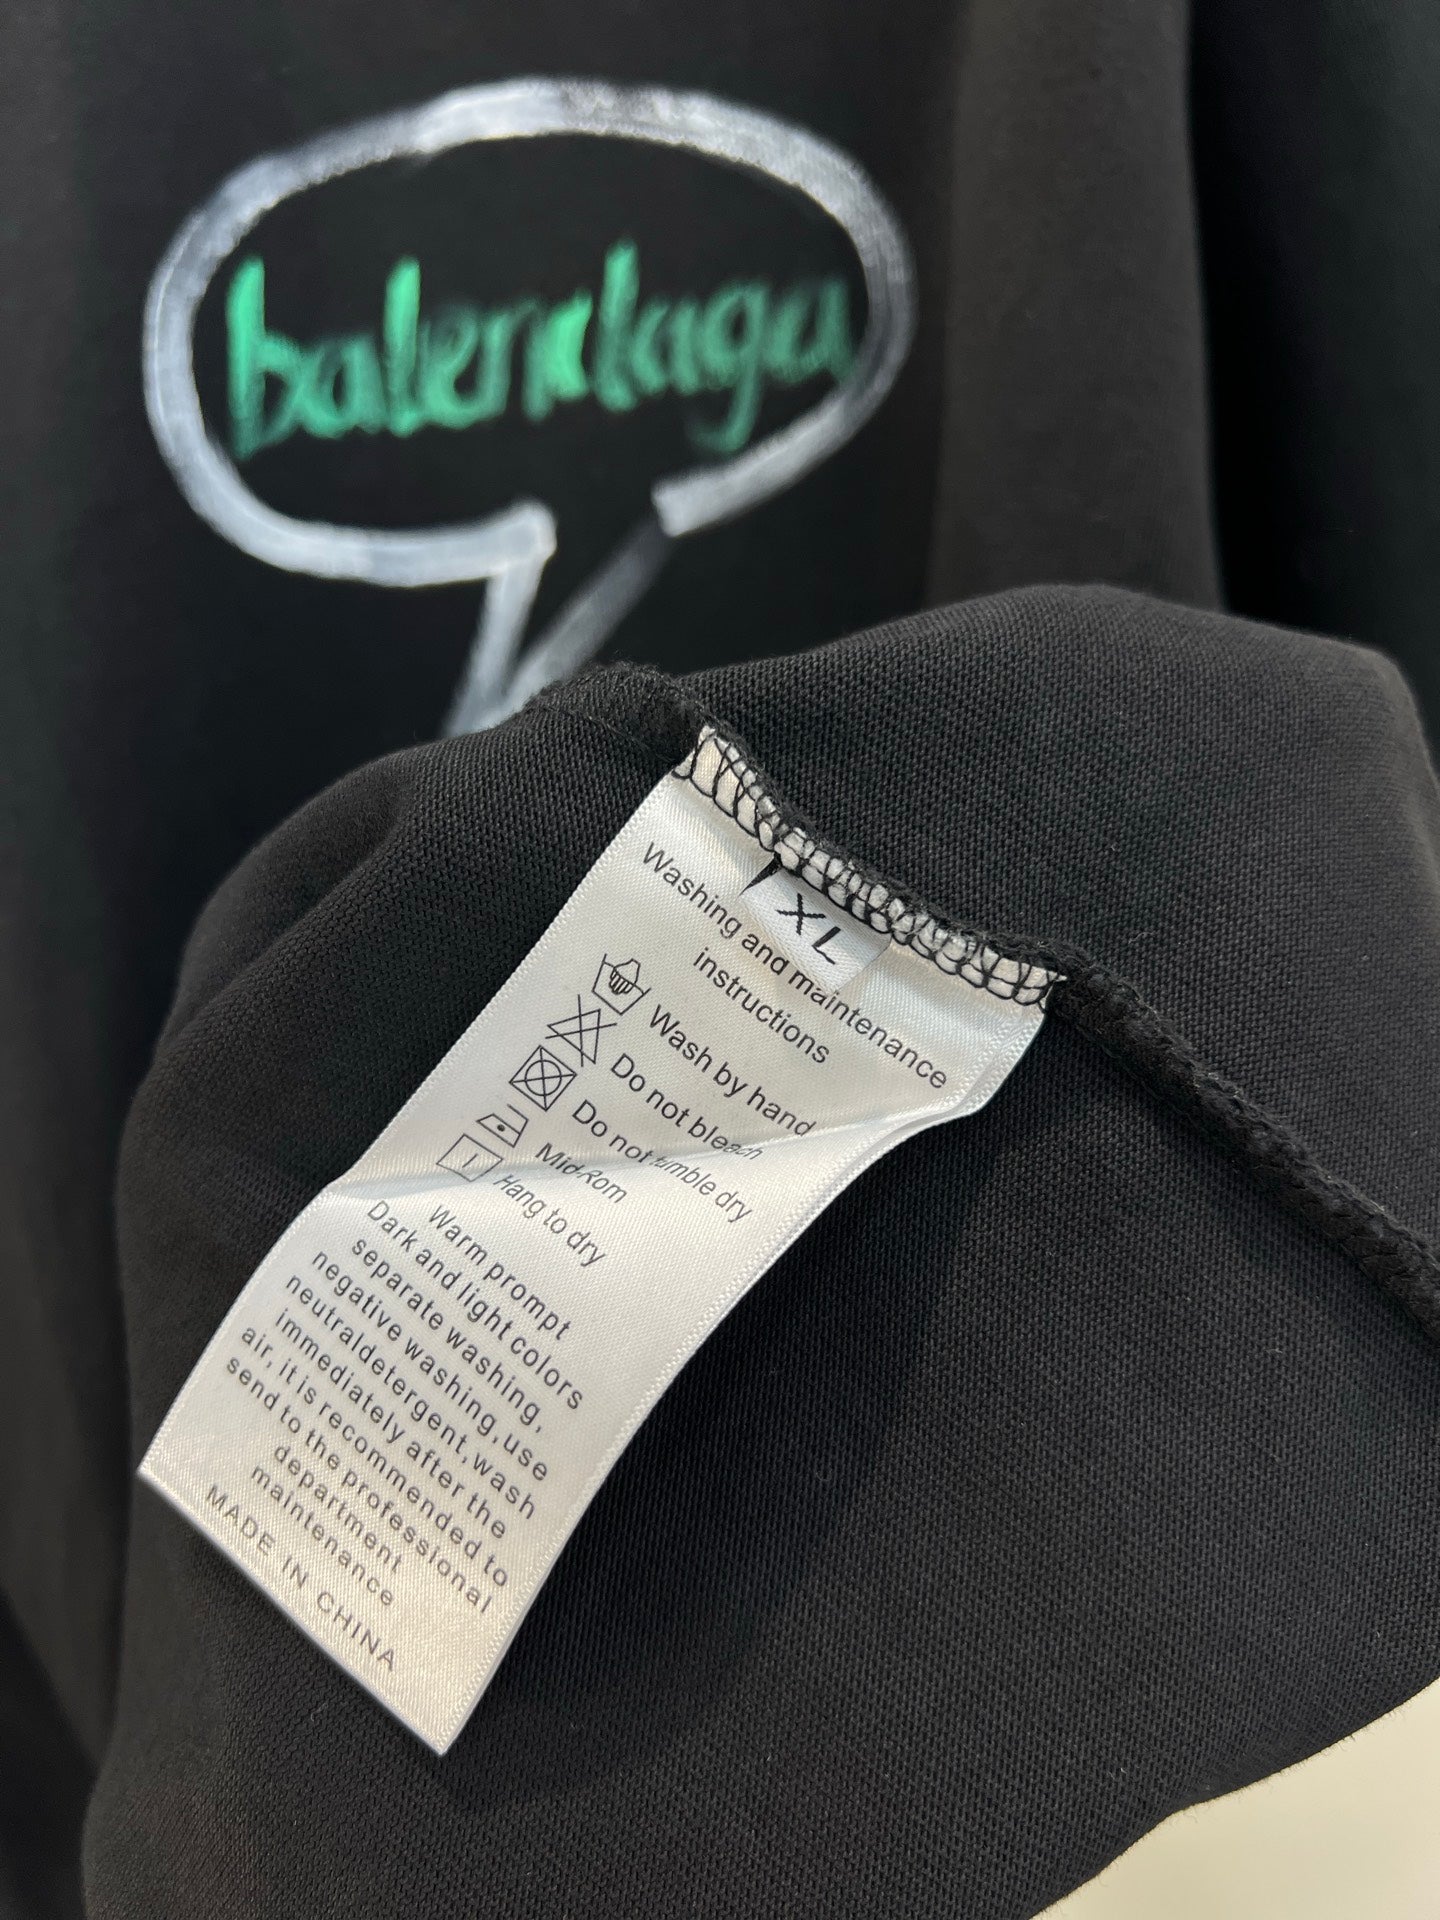 balenciaga
XL
Washing and maintenance
instructions
Wash by hand
Do not bleach
Do not tumble dry
Mid-Rom
Hang to dry
Warm prompt
Dark and light colors
separate washing,
negative washing, use
neutraldetergent, wash
immediately after the
air, it is recommended to
send to the professional
department
maintenance
MADE IN CHINA